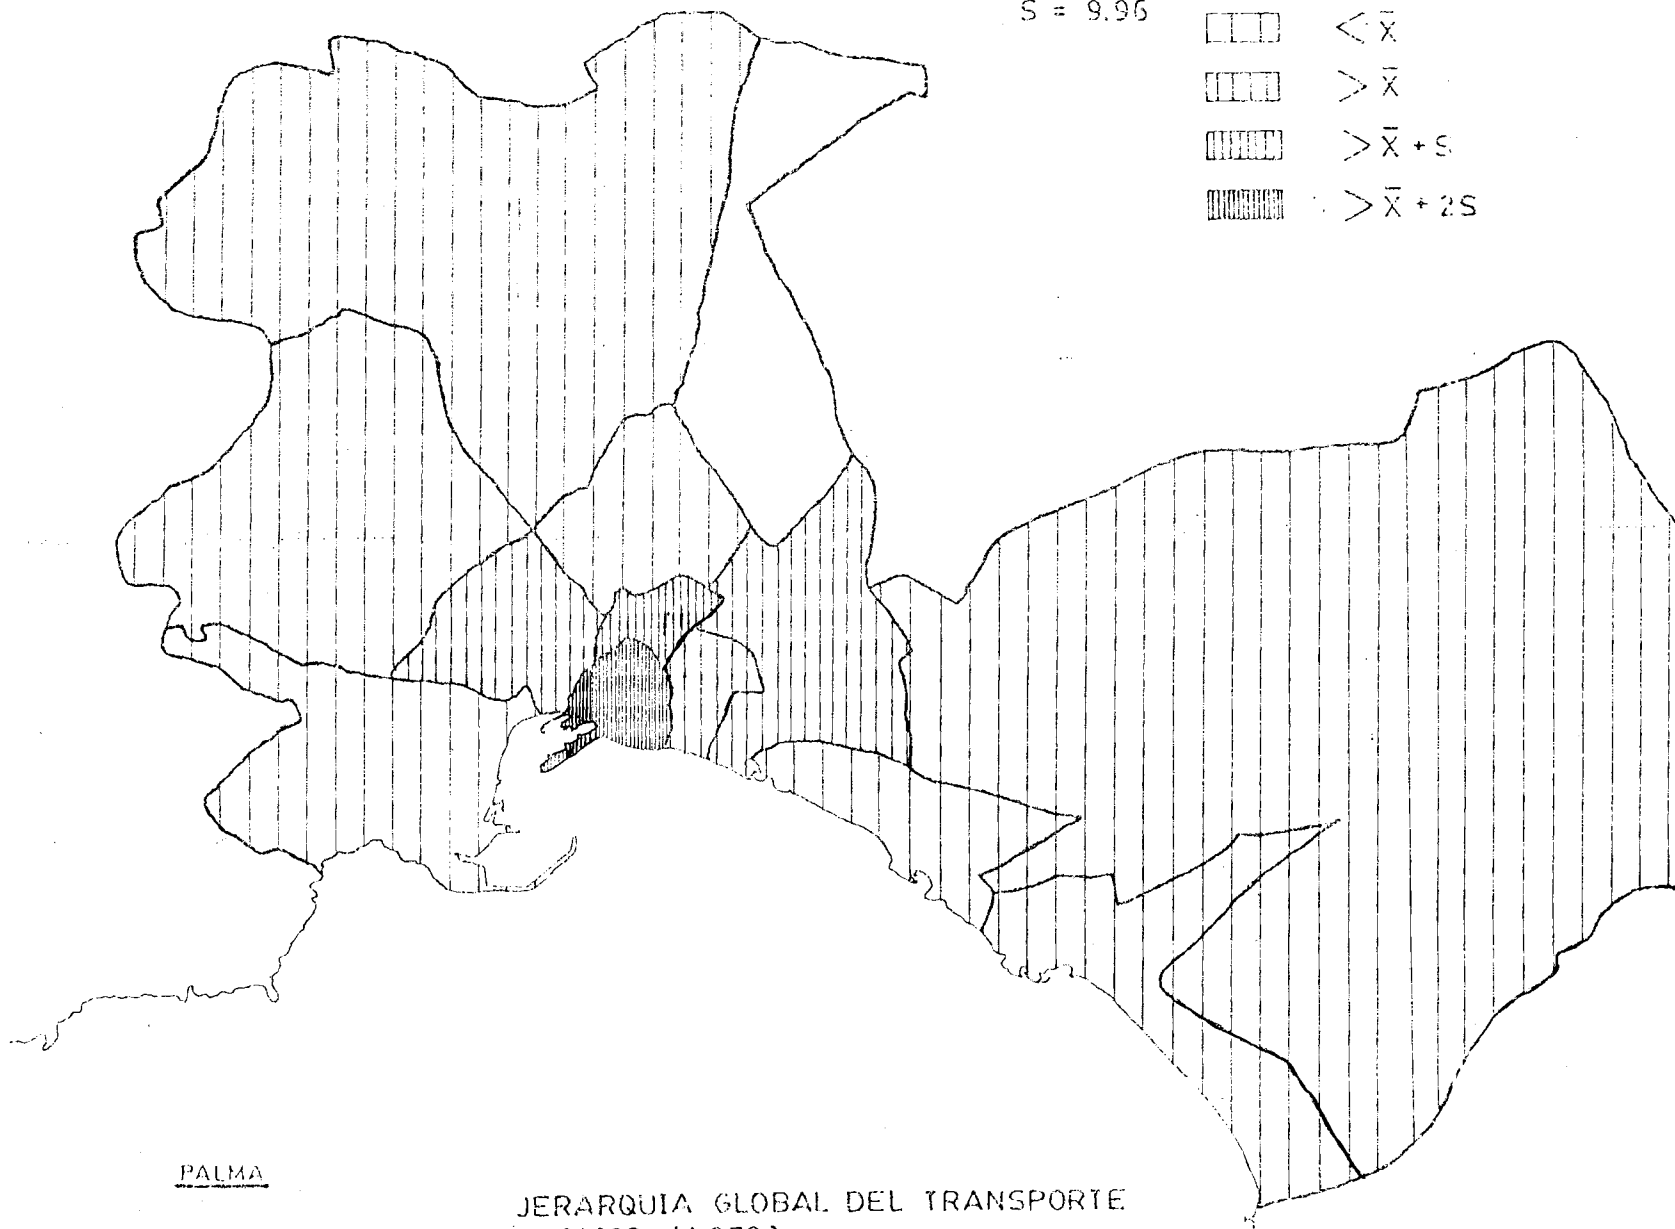 S = 9.96
< X̄
> X̄
> X̄ + S
> X̄ + 2S
PALMA
JERARQUIA GLOBAL DEL TRANSPORTE